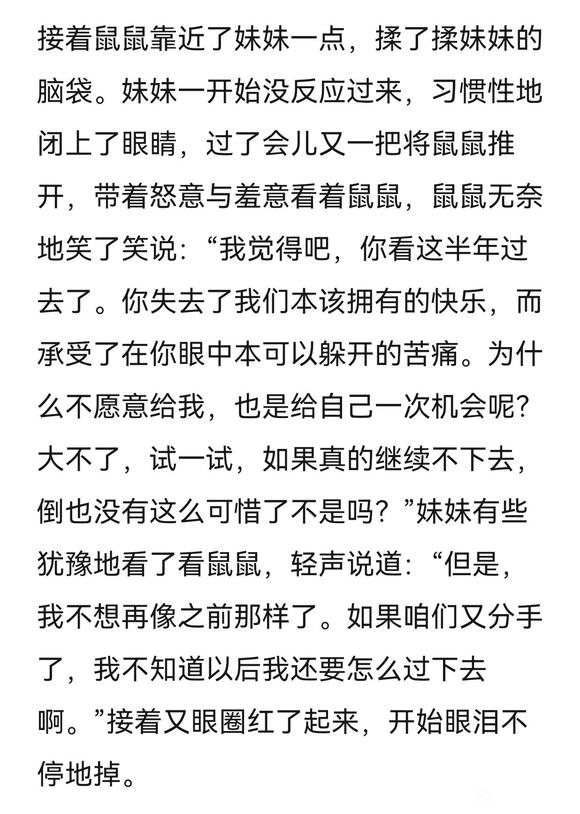 接着鼠鼠靠近了妹妹一点，揉了揉妹妹的
脑袋。妹妹一开始没反应过来，习惯性地
闭上了眼睛，过了会儿又一把将鼠鼠推
开，带着怒意与羞意看着鼠鼠，鼠鼠无奈
地笑了笑说：“我觉得吧，你看这半年过
去了。你失去了我们本该拥有的快乐，而
承受了在你眼中本可以躲开的苦痛。为什
么不愿意给我，也是给自己一次机会呢？
大不了，试一试，如果真的继续不下去，
倒也没有这么可惜了不是吗？”妹妹有些
犹豫地看了看鼠鼠，轻声说道：“但是，
我不想再像之前那样了。如果咱们又分手
了，我不知道以后我还要怎么过下去
啊。”接着又眼圈红了起来，开始眼泪不
停地掉。